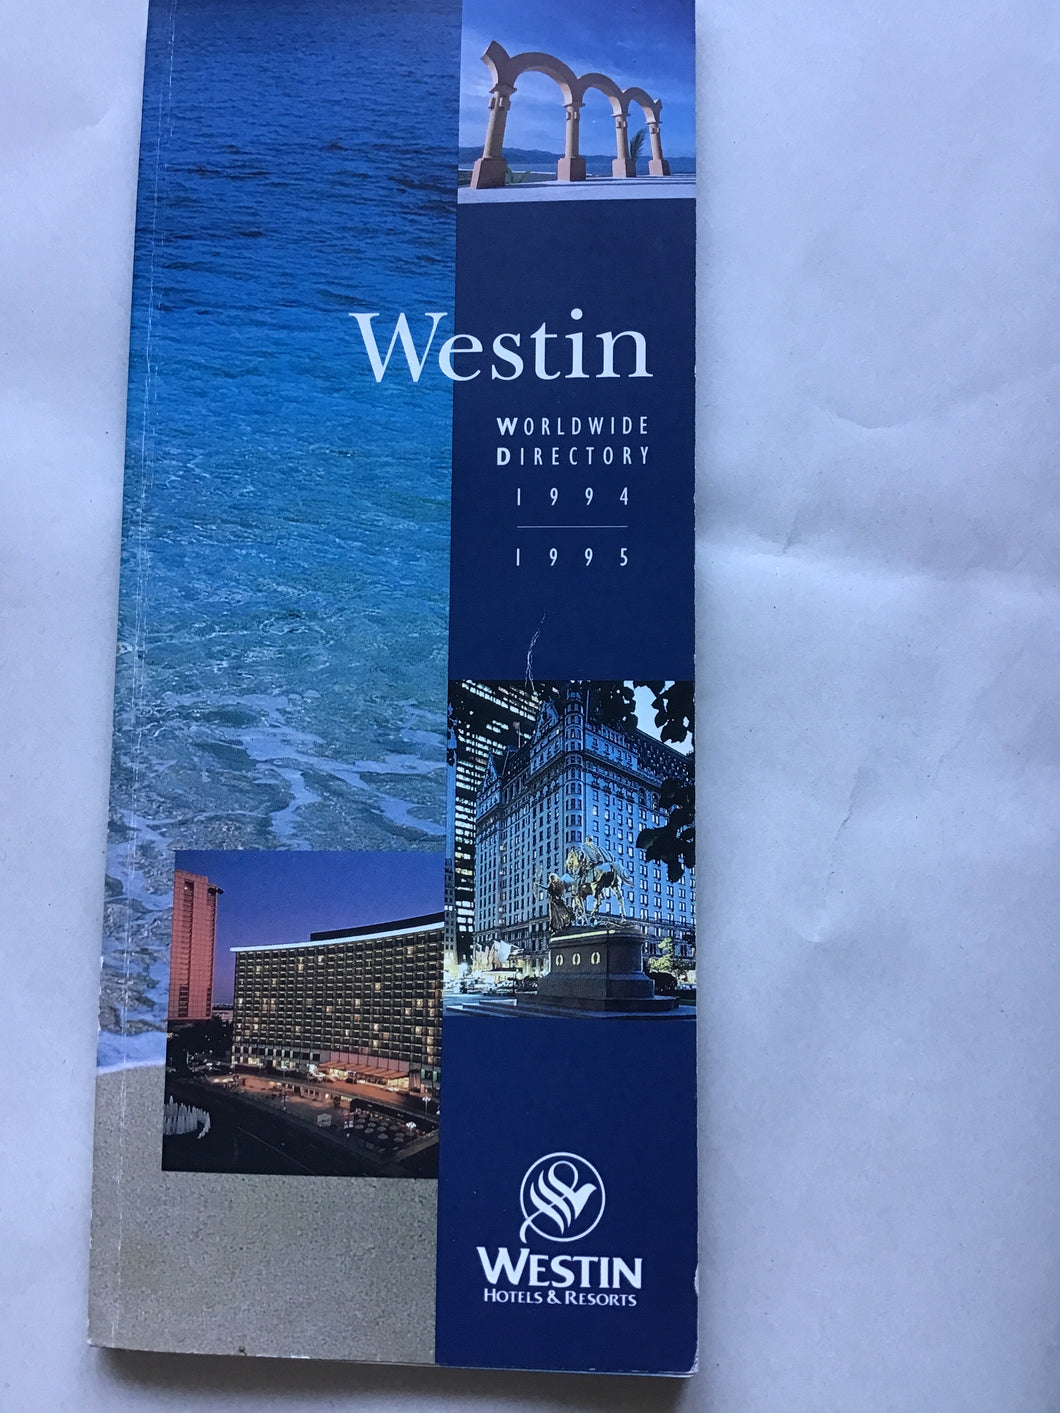 Westin
WORLDWIDE
DIRECTORY
1994
1995
WESTIN
HOTELS & RESORTS